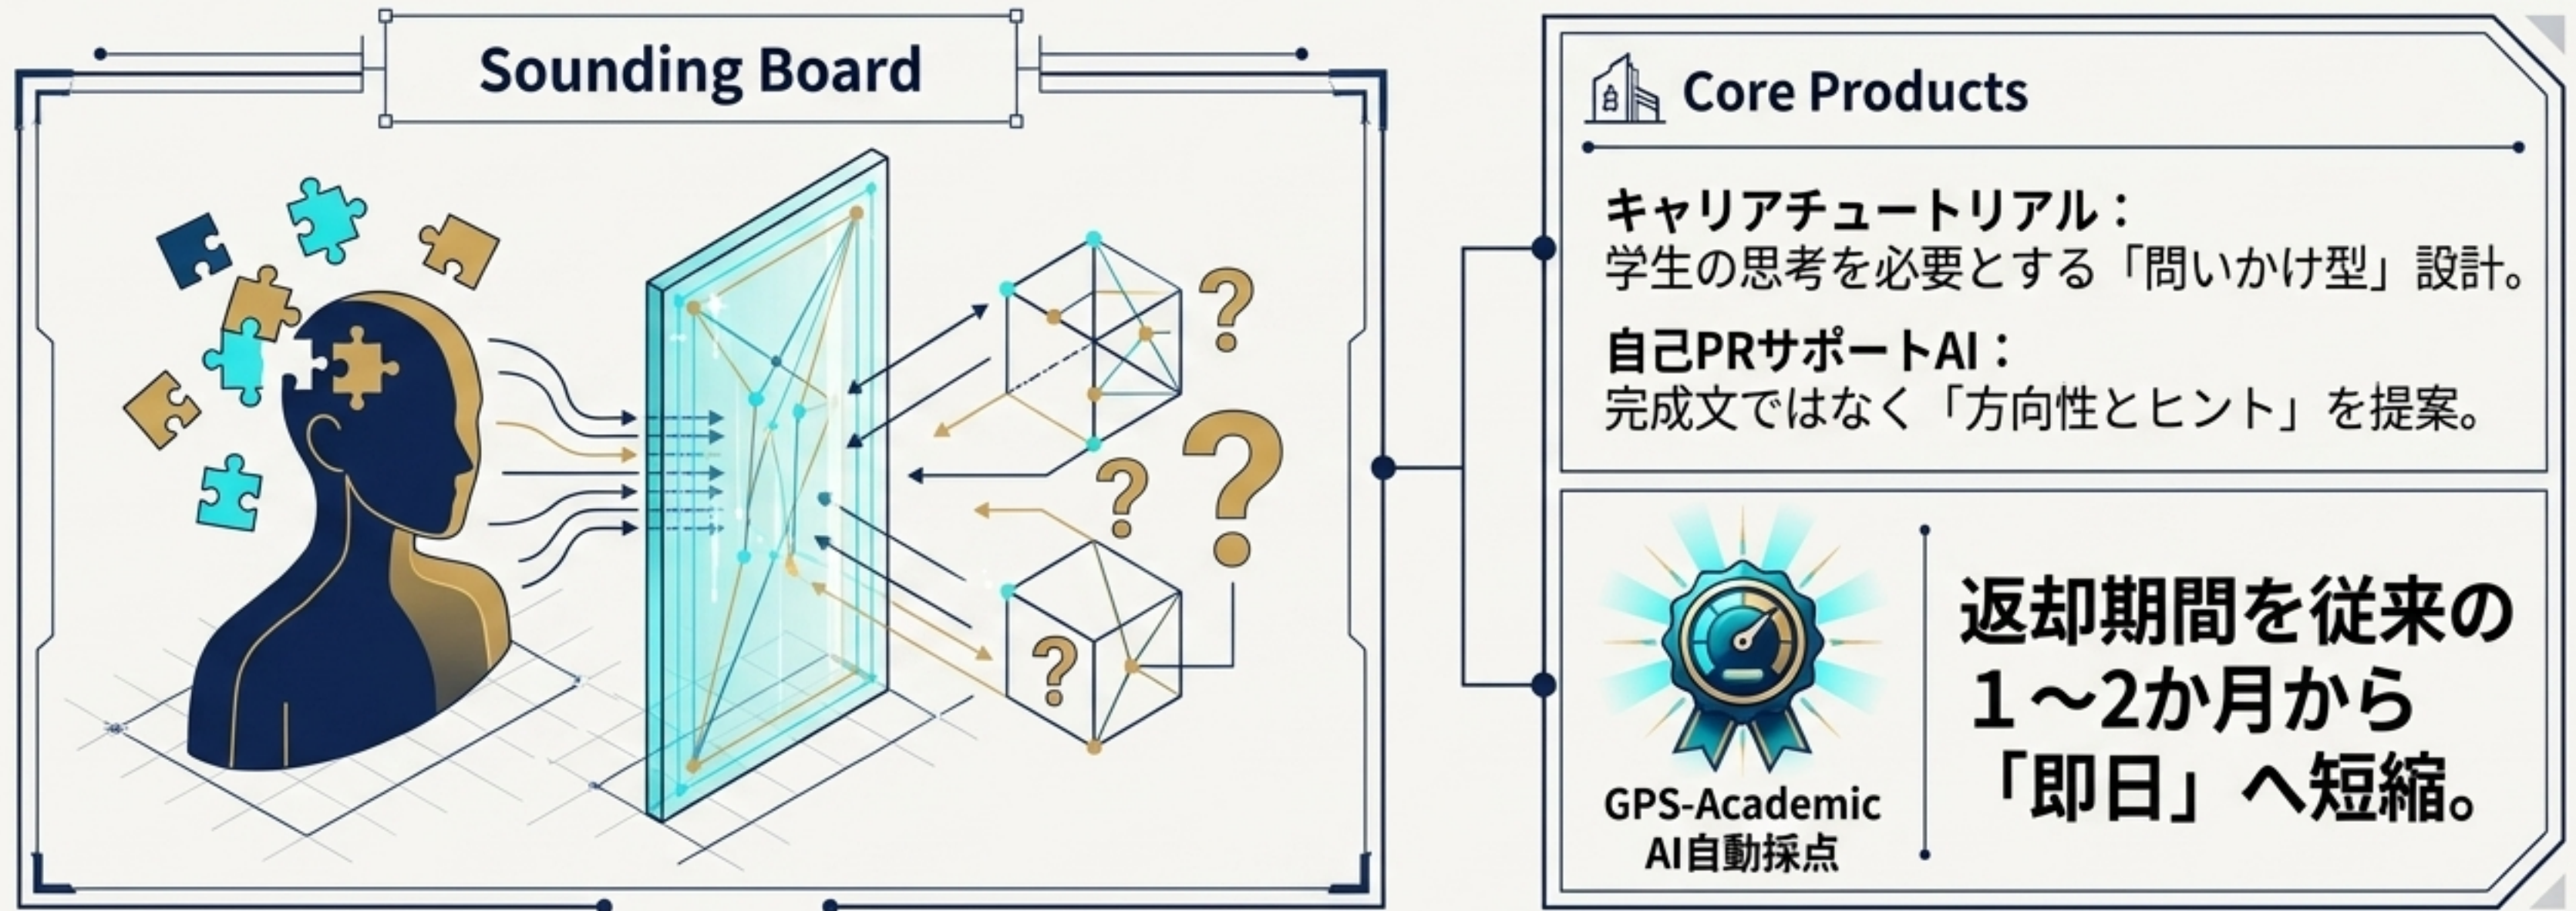 Sounding Board
Core Products
キャリアチュートリアル：
学生の思考を必要とする「問いかけ型」設計。
自己PRサポートAI：
完成文ではなく「方向性とヒント」を提案。
GPS-Academic
AI自動採点
返却期間を従来の
1～2か月から
「即日」へ短縮。
?
?
?
?